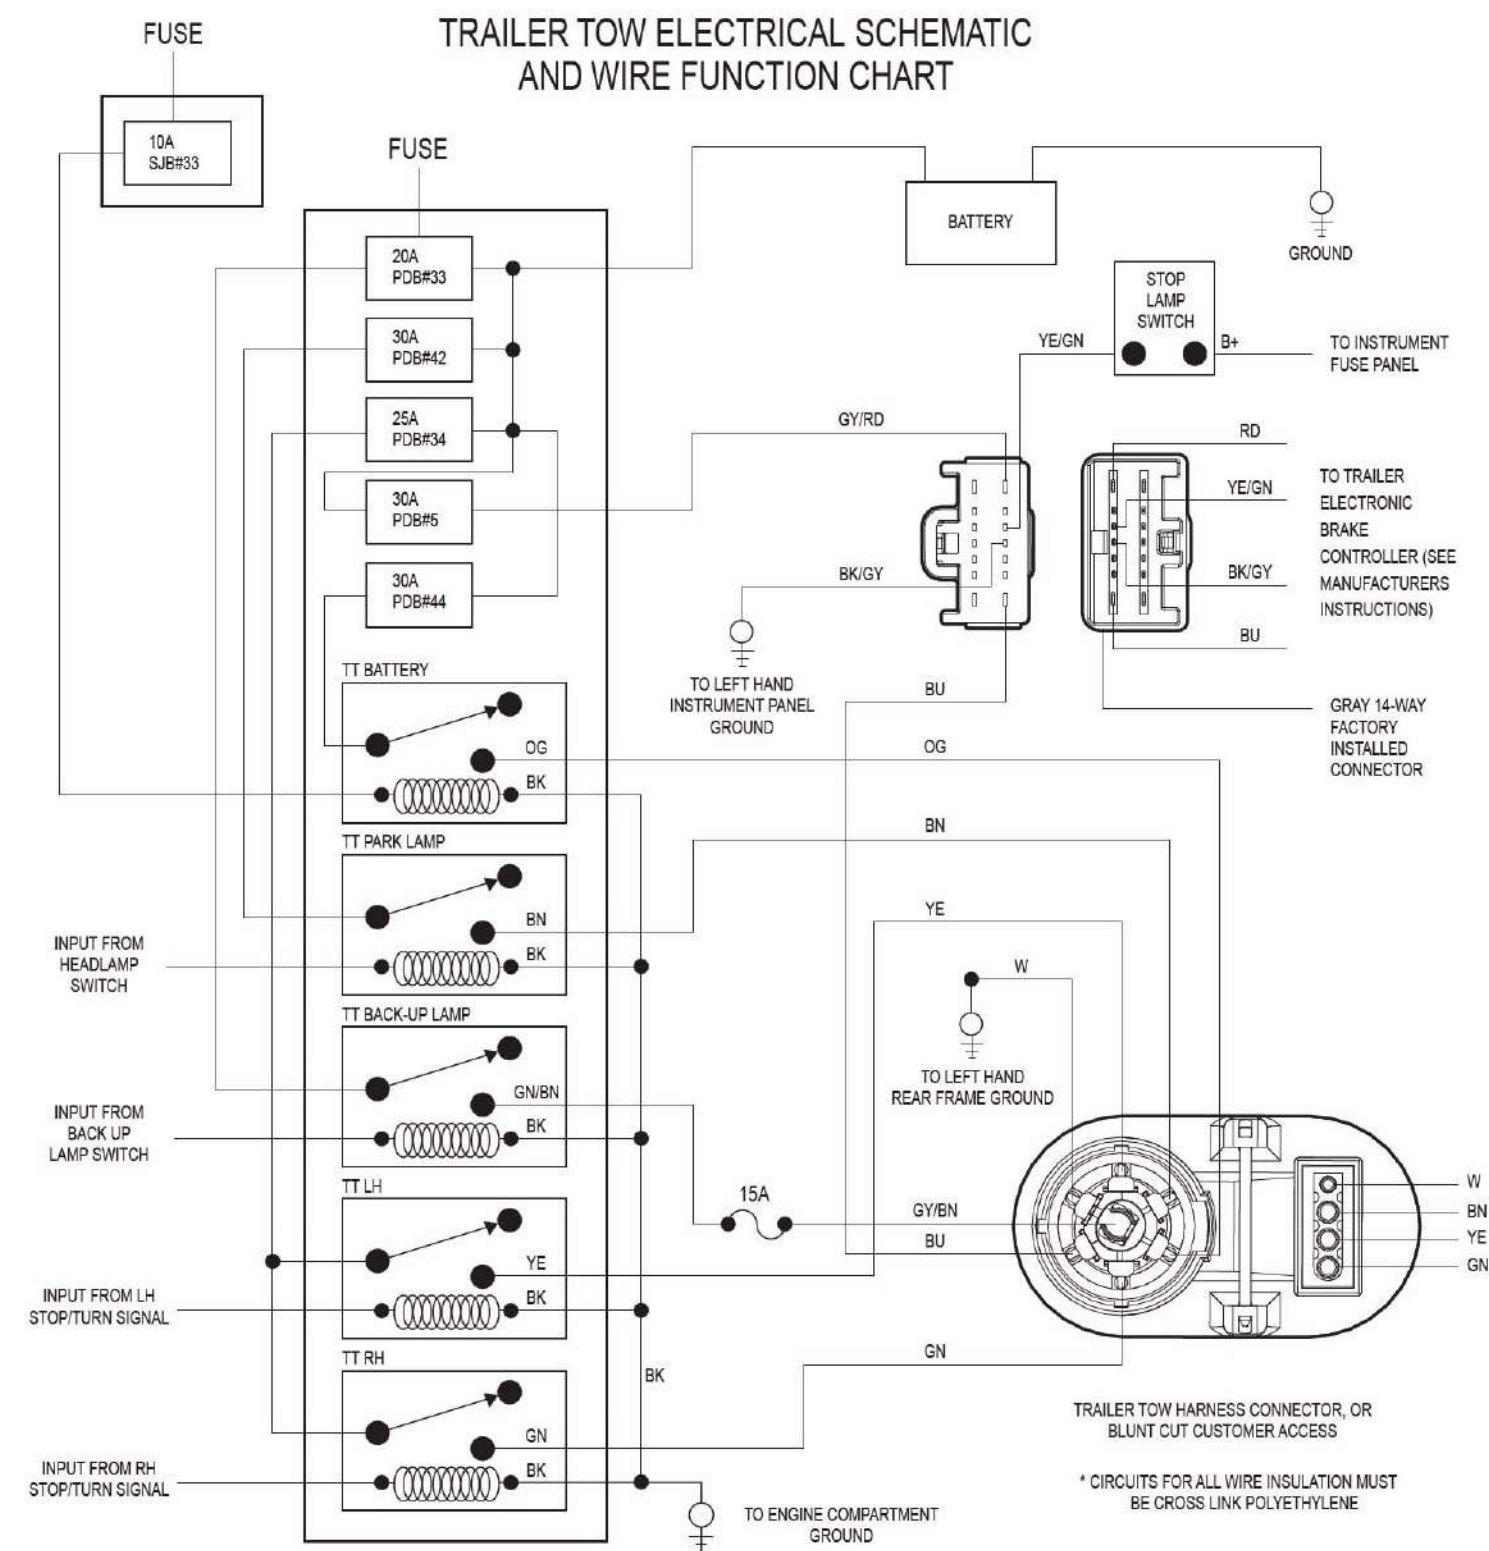 TRAILER TOW ELECTRICAL SCHEMATIC
AND WIRE FUNCTION CHART
FUSE
10A
SJB#33
FUSE
20A
PDB#33
30A
PDB#42
25A
PDB#34
30A
PDB#5
30A
PDB#44
BATTERY
GROUND
STOP
LAMP
SWITCH
YE/GN
B+
TO INSTRUMENT
FUSE PANEL
GY/RD
RD
YE/GN
TO TRAILER
ELECTRONIC
BRAKE
CONTROLLER (SEE
MANUFACTURERS
INSTRUCTIONS)
BK/GY
BK/GY
BU
TO LEFT HAND
INSTRUMENT PANEL
GROUND
BU
GRAY 14-WAY
FACTORY
INSTALLED
CONNECTOR
TT BATTERY
OG
BK
OG
TT PARK LAMP
BN
BK
BN
INPUT FROM
HEADLAMP
SWITCH
YE
W
TO LEFT HAND
REAR FRAME GROUND
TT BACK-UP LAMP
GN/BN
BK
INPUT FROM
BACK UP
LAMP SWITCH
TT LH
YE
BK
INPUT FROM LH
STOP/TURN SIGNAL
15A
GY/BN
BU
W
BN
YE
GN
TT RH
GN
BK
INPUT FROM RH
STOP/TURN SIGNAL
BK
GN
TO ENGINE COMPARTMENT
GROUND
TRAILER TOW HARNESS CONNECTOR, OR
BLUNT CUT CUSTOMER ACCESS
* CIRCUITS FOR ALL WIRE INSULATION MUST
BE CROSS LINK POLYETHYLENE